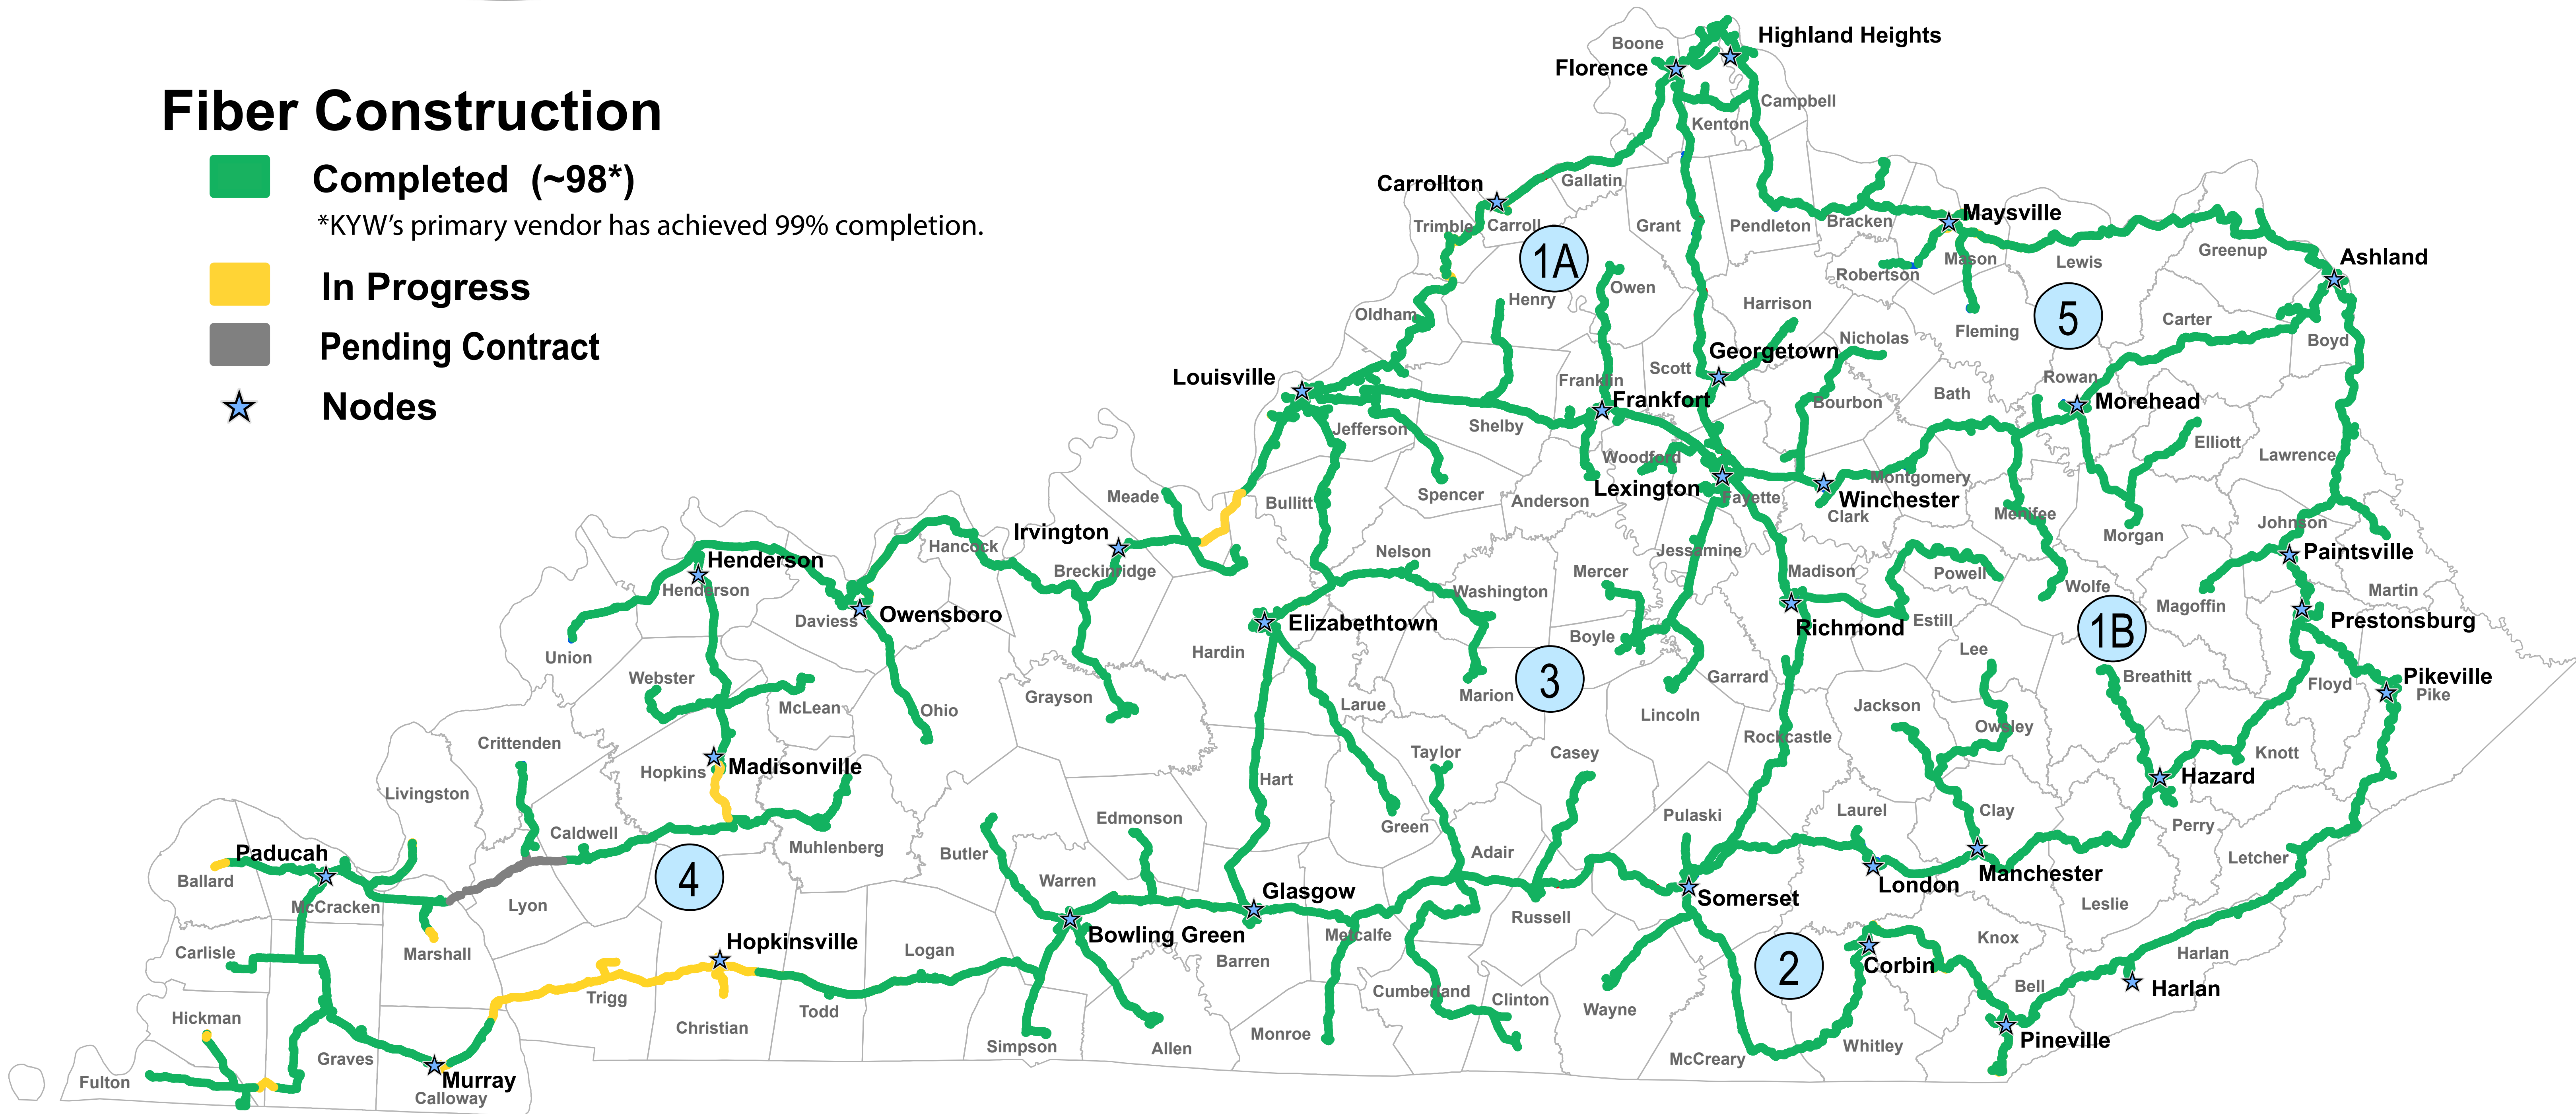 Fiber Construction
Completed (~98*)
*KYW's primary vendor has achieved 99% completion.
In Progress
Pending Contract
Nodes
Highland Heights
Boone
Florence
Campbell
Kenton
Gallatin
Carrollton
Trimble
Carroll
Grant
Pendleton
Bracken
Maysville
Greenup
1A
Mason
Lewis
Ashland
Robertson
Owen
Henry
Harrison
Oldham
5
Carter
Fleming
Nicholas
Boyd
Georgetown
Louisville
Scott
Franklin
Rowan
Bath
Frankfort
Bourbon
Morehead
Jefferson
Shelby
Elliott
Woodford
Lawrence
Montgomery
Lexington
Fayette
Winchester
Meade
Spencer
Anderson
Bullitt
Clark
Menifee
Johnson
Irvington
Morgan
Hancock
Nelson
Jessamine
Paintsville
Henderson
Henderson
Breckinridge
Mercer
Madison
Powell
Wolfe
Martin
Washington
Magoffin
Owensboro
Daviess
Elizabethtown
Richmond
Estill
1B
Prestonsburg
Boyle
Hardin
Union
Lee
Webster
3
Garrard
Breathitt
Pikeville
Floyd
Pike
Grayson
Marion
McLean
Ohio
Larue
Lincoln
Jackson
Owsley
Rockcastle
Crittenden
Taylor
Casey
Knott
Hopkins
Madisonville
Hart
Hazard
Livingston
Edmonson
Green
Pulaski
Laurel
Clay
Perry
Caldwell
Muhlenberg
Butler
Adair
Letcher
Paducah
Ballard
4
Warren
Glasgow
London
Manchester
McCracken
Lyon
Somerset
Leslie
Russell
Bowling Green
Metcalfe
Hopkinsville
Logan
Knox
Carlisle
Marshall
Barren
2
Corbin
Harlan
Harlan
Trigg
Cumberland
Clinton
Wayne
Bell
Hickman
Todd
Christian
Monroe
Pineville
Simpson
Allen
Whitley
McCreary
Graves
Fulton
Murray
Calloway